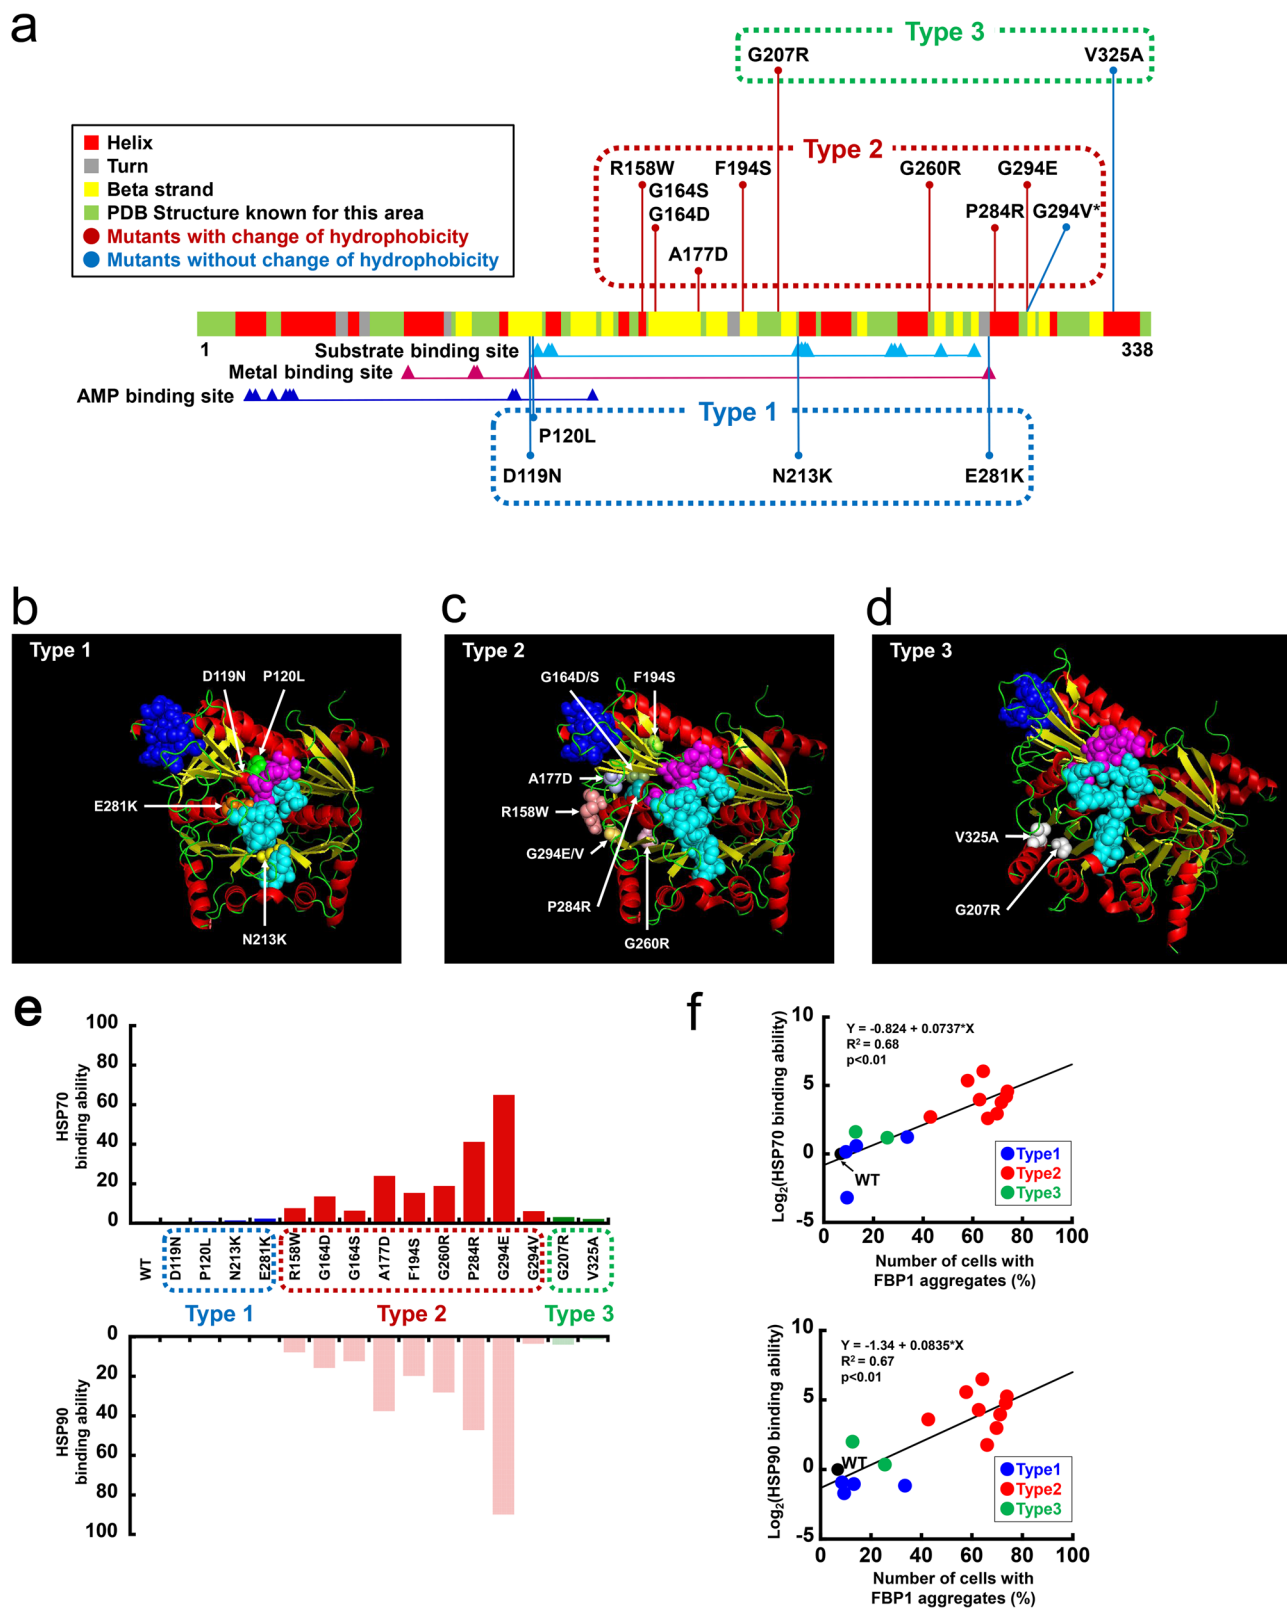 a
Type 3
G207R
V325A
Helix
Turn
Beta strand
PDB Structure known for this area
Mutants with change of hydrophobicity
Mutants without change of hydrophobicity
Type 2
R158W
F194S
G260R
G294E
G164S
G164D
P284R
G294V*
A177D
1
338
Substrate binding site
Metal binding site
AMP binding site
Type 1
P120L
D119N
N213K
E281K
b
Type 1
D119N
P120L
E281K
N213K
c
Type 2
G164D/S
F194S
A177D
R158W
G294E/V
P284R
G260R
d
Type 3
V325A
G207R
e
HSP70
binding ability
100
80
60
40
20
0
WT
D119N
P120L
N213K
E281K
R158W
G164D
G164S
A177D
F194S
G260R
P284R
G294E
G294V
G207R
V325A
Type 1
Type 2
Type 3
HSP90
binding ability
0
20
40
60
80
100
f
Log2(HSP70 binding ability)
10
5
0
-5
Y = -0.824 + 0.0737*X
R² = 0.68
p<0.01
WT
Type1
Type2
Type3
0
20
40
60
80
100
Number of cells with
FBP1 aggregates (%)
Log2(HSP90 binding ability)
10
5
0
-5
Y = -1.34 + 0.0835*X
R² = 0.67
p<0.01
WT
Type1
Type2
Type3
0
20
40
60
80
100
Number of cells with
FBP1 aggregates (%)